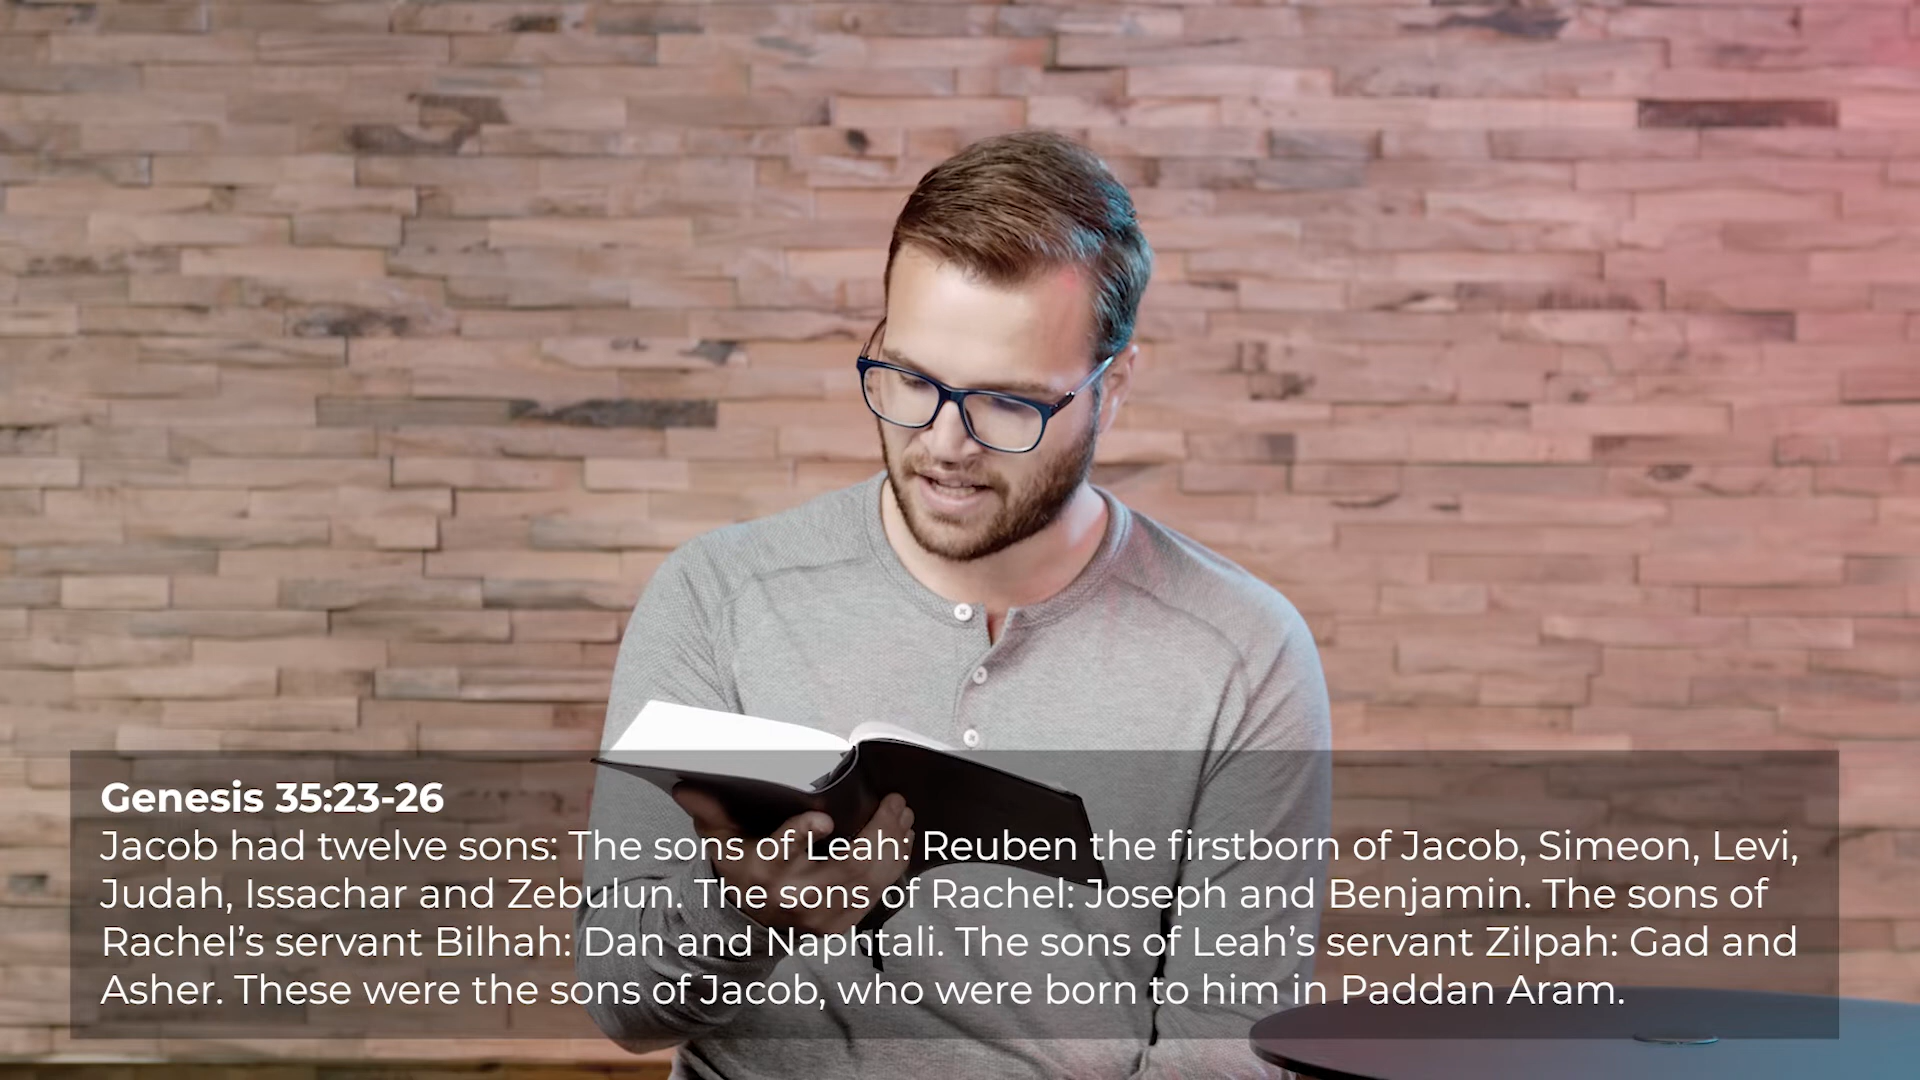 Genesis 35:23-26
Jacob had twelve sons: The sons of Leah: Reuben the firstborn of Jacob, Simeon, Levi,
Judah, Issachar and Zebulun. The sons of Rachel: Joseph and Benjamin. The sons of
Rachel’s servant Bilhah: Dan and Naphtali. The sons of Leah’s servant Zilpah: Gad and
Asher. These were the sons of Jacob, who were born to him in Paddan Aram.